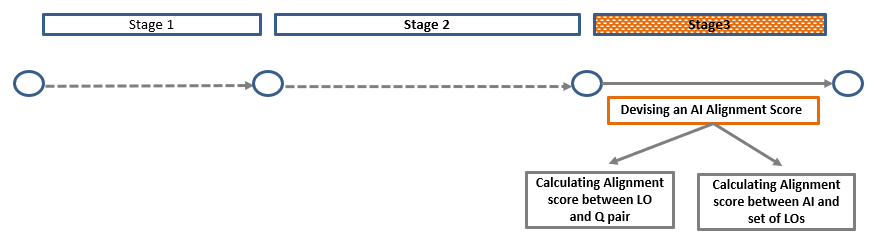 Stage 1
Stage 2
Stage3
Devising an AI Alignment Score
Calculating Alignment
score between LO
and Q pair
Calculating Alignment
score between AI and
set of LOs